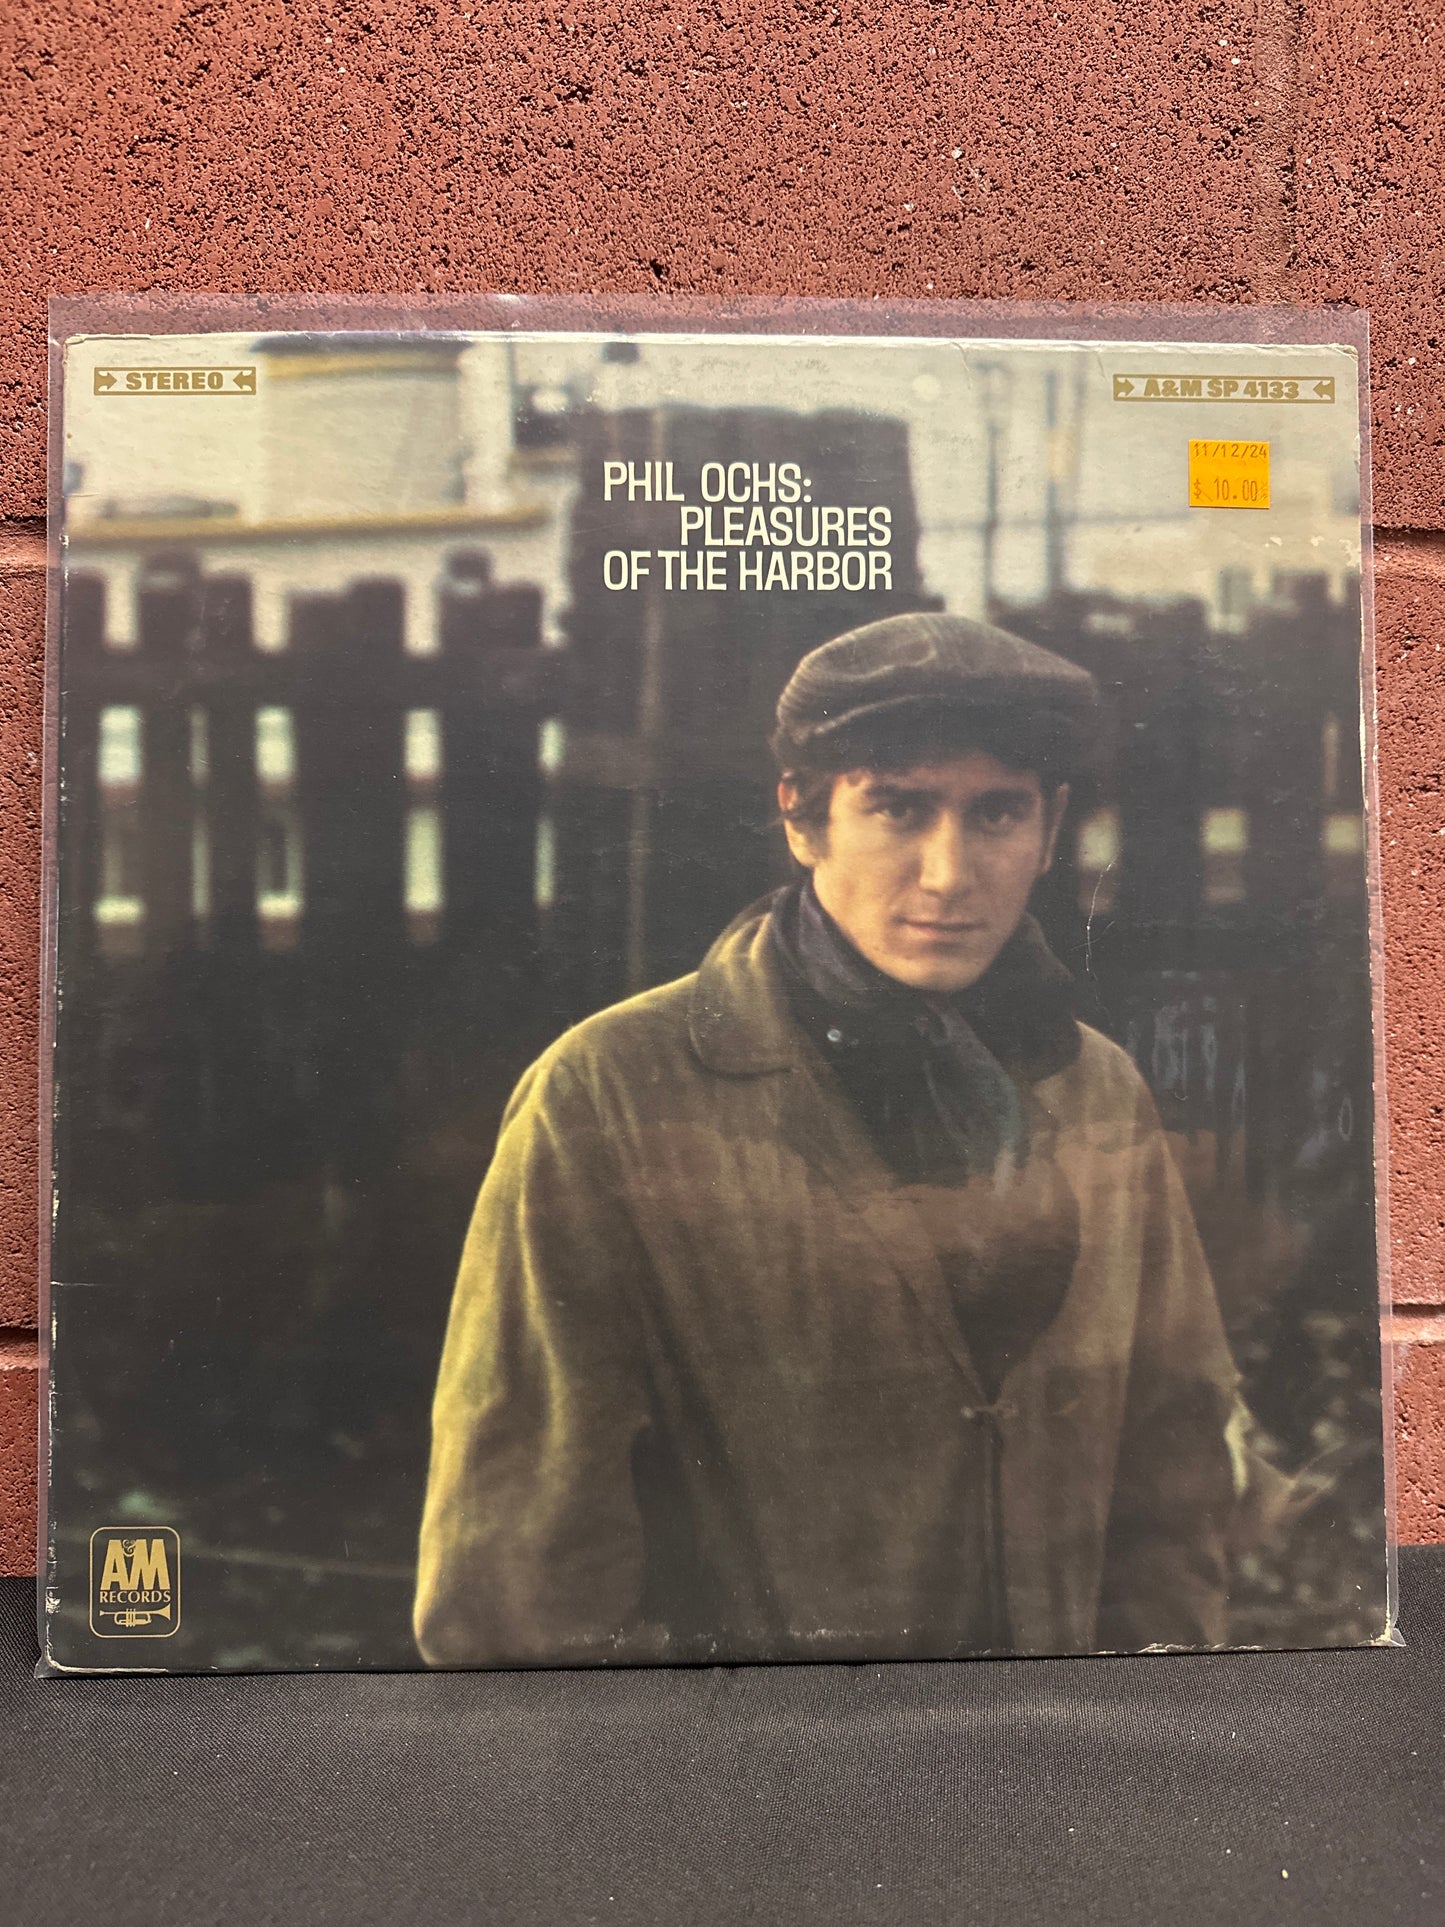 STEREO
A&M SP 4133
11/12/24
$ 10.00
PHIL OCHS:
PLEASURES
OF THE HARBOR
A&M
RECORDS